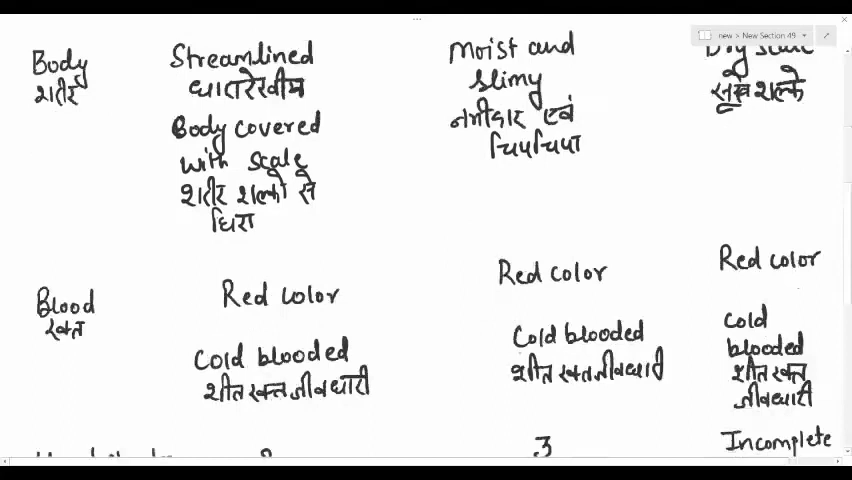 new > New Section 49
Body
शरीर
Streamlined
धारारेखीय
Body covered
with scale
शरीर शल्को से
घिरा
Moist and
slimy
नमीदार एवं
चिपचिपा
Dry scale
सूखे शल्के
Blood
रक्त
Red color
Cold blooded
शीत रक्त जीवधारी
Red color
Cold blooded
शीत रक्त जीवधारी
Red color
Cold
blooded
शीत रक्त
जीवधारी
3
Incomplete